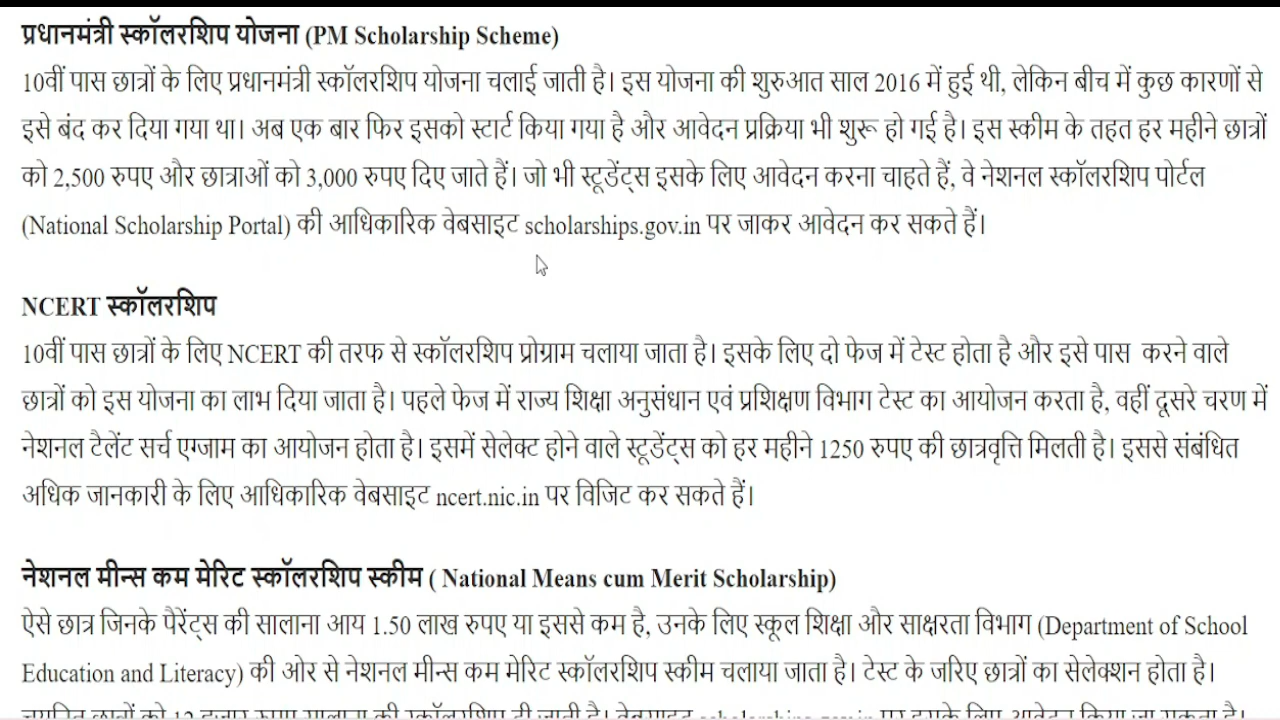 प्रधानमंत्री स्कॉलरशिप योजना (PM Scholarship Scheme)
10वीं पास छात्रों के लिए प्रधानमंत्री स्कॉलरशिप योजना चलाई जाती है। इस योजना की शुरुआत साल 2016 में हुई थी, लेकिन बीच में कुछ कारणों से
इसे बंद कर दिया गया था। अब एक बार फिर इसको स्टार्ट किया गया है और आवेदन प्रक्रिया भी शुरू हो गई है। इस स्कीम के तहत हर महीने छात्रों
को 2,500 रुपए और छात्राओं को 3,000 रुपए दिए जाते हैं। जो भी स्टूडेंट्स इसके लिए आवेदन करना चाहते हैं, वे नेशनल स्कॉलरशिप पोर्टल
(National Scholarship Portal) की आधिकारिक वेबसाइट scholarships.gov.in पर जाकर आवेदन कर सकते हैं।
NCERT स्कॉलरशिप
10वीं पास छात्रों के लिए NCERT की तरफ से स्कॉलरशिप प्रोग्राम चलाया जाता है। इसके लिए दो फेज में टेस्ट होता है और इसे पास करने वाले
छात्रों को इस योजना का लाभ दिया जाता है। पहले फेज में राज्य शिक्षा अनुसंधान एवं प्रशिक्षण विभाग टेस्ट का आयोजन करता है, वहीं दूसरे चरण में
नेशनल टैलेंट सर्च एग्जाम का आयोजन होता है। इसमें सेलेक्ट होने वाले स्टूडेंट्स को हर महीने 1250 रुपए की छात्रवृत्ति मिलती है। इससे संबंधित
अधिक जानकारी के लिए आधिकारिक वेबसाइट ncert.nic.in पर विजिट कर सकते हैं।
नेशनल मीन्स कम मेरिट स्कॉलरशिप स्कीम ( National Means cum Merit Scholarship)
ऐसे छात्र जिनके पैरेंट्स की सालाना आय 1.50 लाख रुपए या इससे कम है, उनके लिए स्कूल शिक्षा और साक्षरता विभाग (Department of School
Education and Literacy) की ओर से नेशनल मीन्स कम मेरिट स्कॉलरशिप स्कीम चलाया जाता है। टेस्ट के जरिए छात्रों का सेलेक्शन होता है।